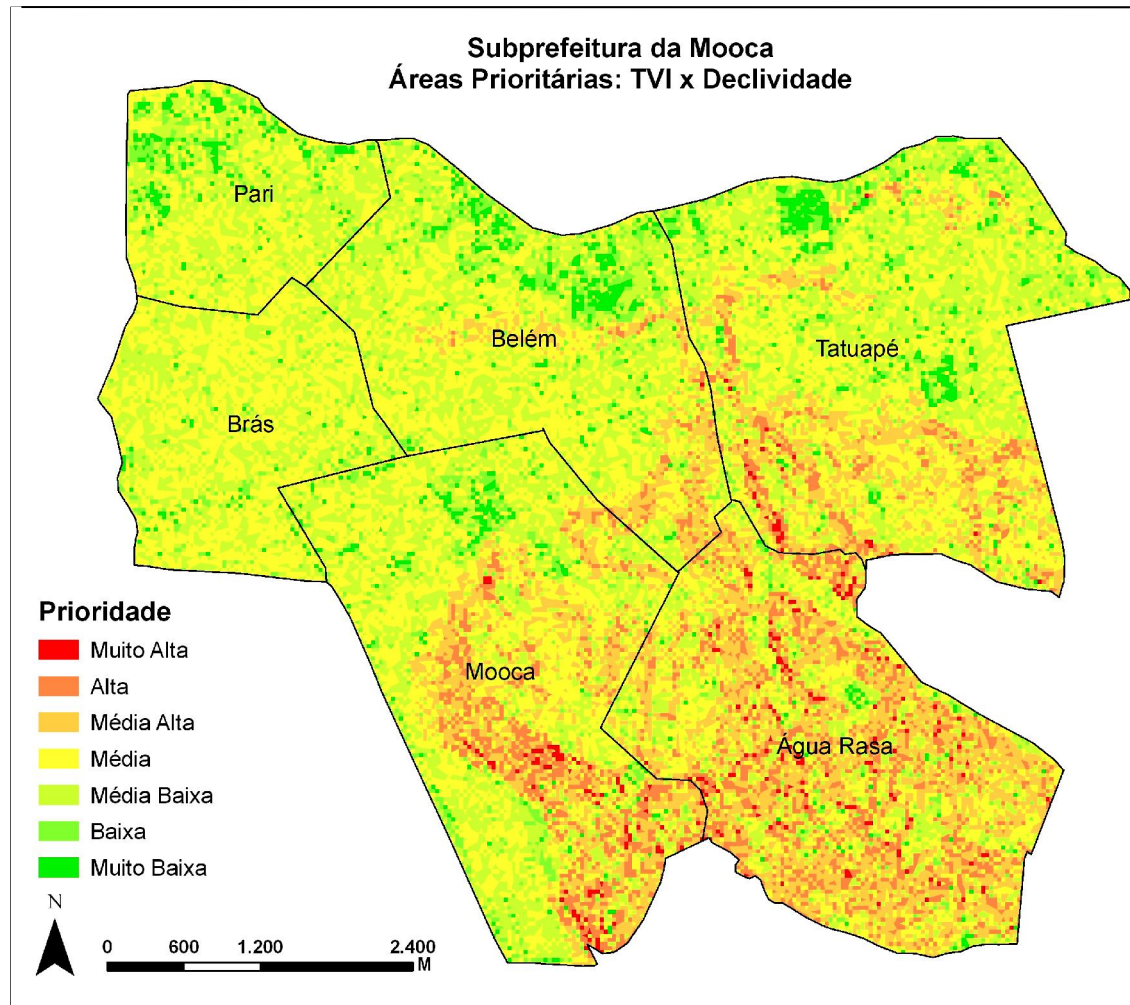 Subprefeitura da Mooca
Áreas Prioritárias: TVI x Declividade
Pari
Belém
Tatuapé
Brás
Mooca
Água Rasa
Prioridade
Muito Alta
Alta
Média Alta
Média
Média Baixa
Baixa
Muito Baixa
N
0 600 1.200 2.400
M